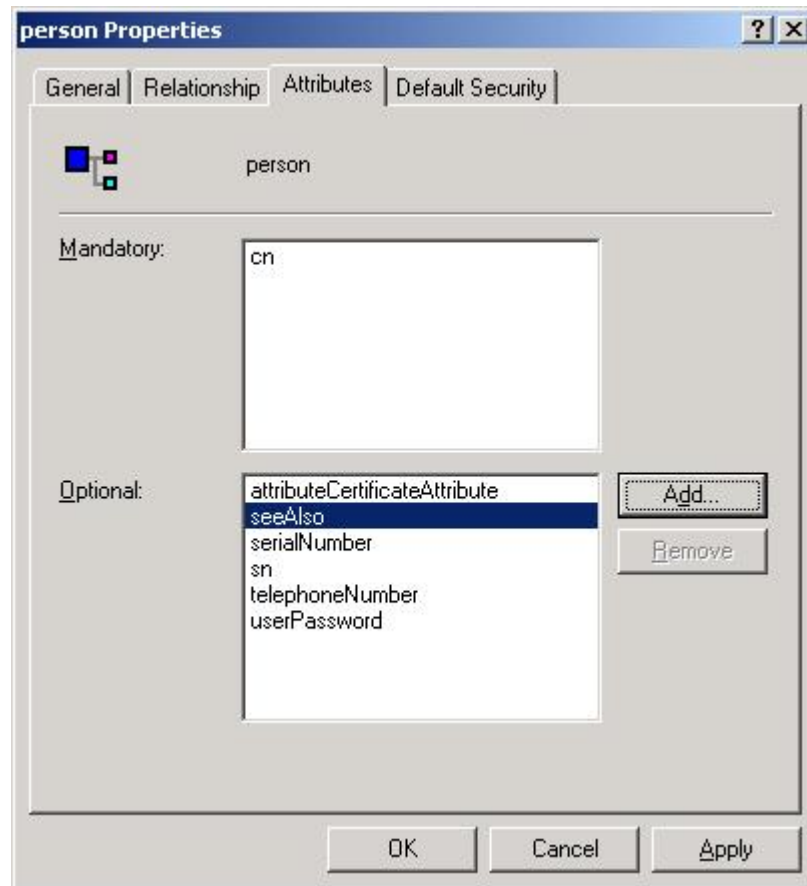 person Properties
General Relationship Attributes Default Security
person
Mandatory:
cn
Optional:
attributeCertificateAttribute
seeAlso
serialNumber
sn
telephoneNumber
userPassword
Add...
Remove
OK Cancel Apply